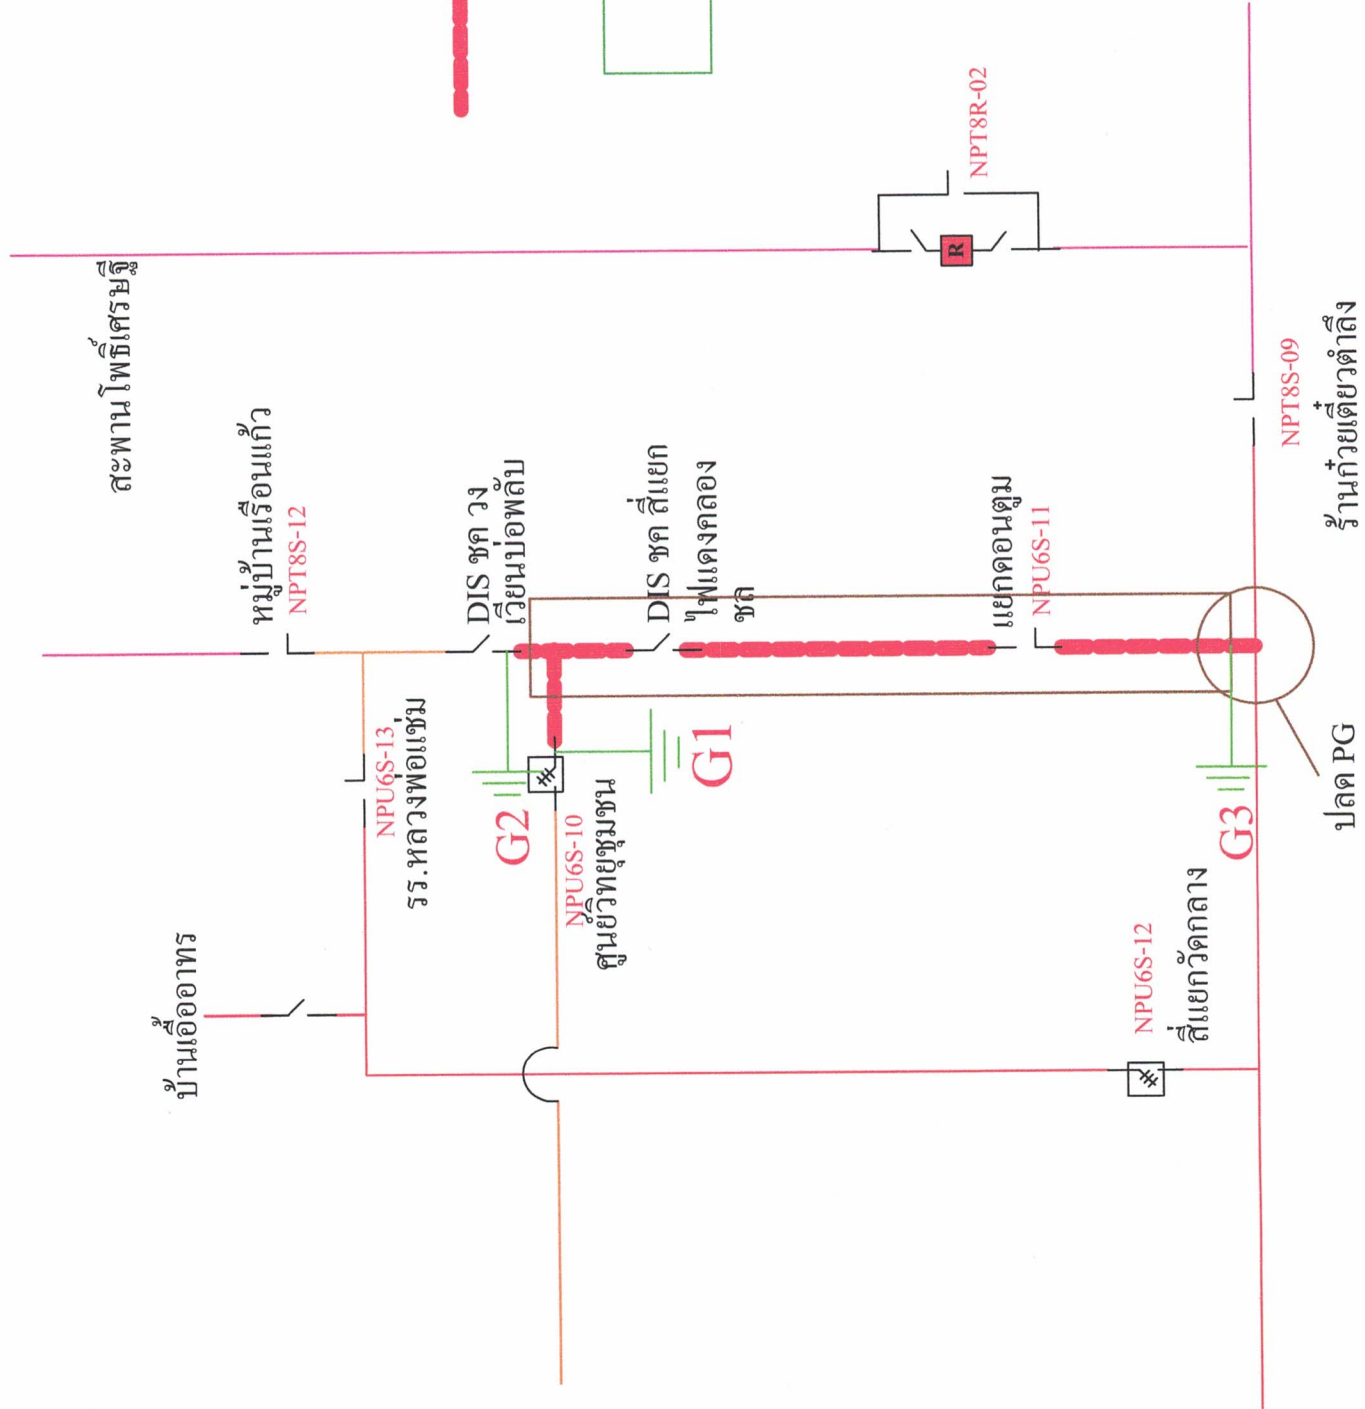 สะพานโพธิ์เศรษฐี
หมู่บ้านเรือนแก้ว
NPT8S-12
DIS ชค วง
เวียนบ่อพลับ
DIS ชค สี่แยก
ไฟแดงคลอง
ชล
แยกดอนตูม
NPU6S-11
NPT8R-02
R
NPT8S-09
ร้านก๋วยเตี๋ยวตำลึง
NPU6S-13
รร.หลวงพ่อแช่ม
G2
G1
NPU6S-10
ศูนย์วิทยุชุมชน
G3
ปลด PG
บ้านเอื้ออาทร
NPU6S-12
สี่แยกวัดกลาง